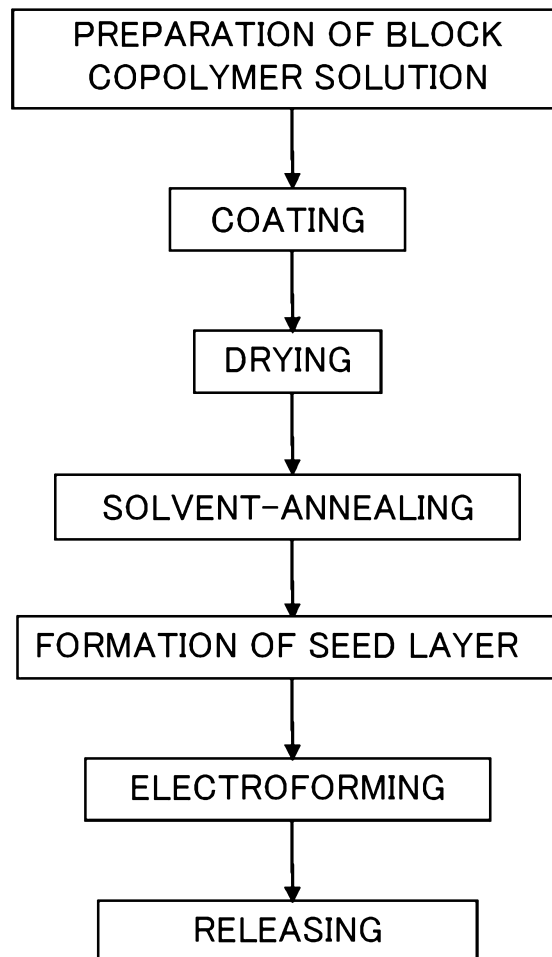 PREPARATION OF BLOCK
COPOLYMER SOLUTION
COATING
DRYING
SOLVENT-ANNEALING
FORMATION OF SEED LAYER
ELECTROFORMING
RELEASING